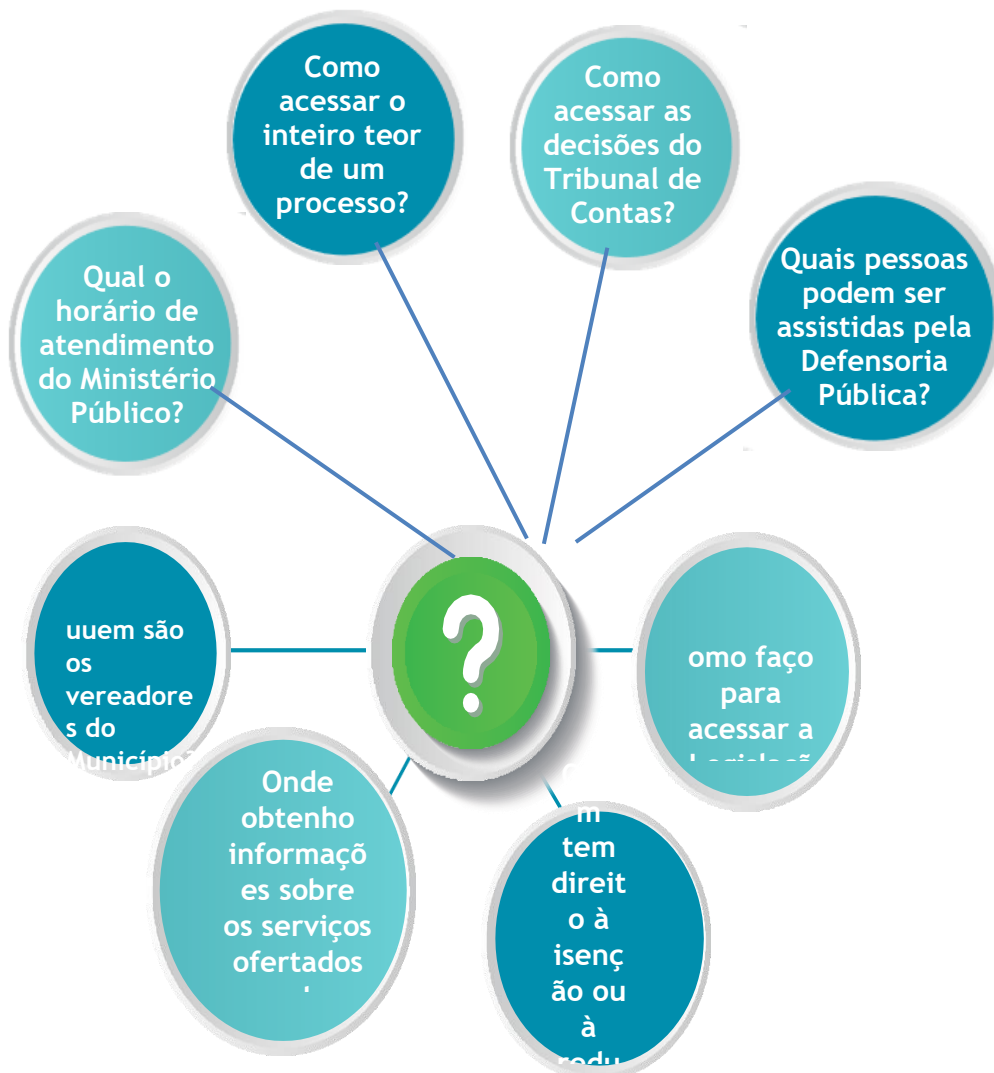 Como
acessar o
inteiro teor
de um
processo?
Como
acessar as
decisões do
Tribunal de
Contas?
Qual o
horário de
atendimento
do Ministério
Público?
Quais pessoas
podem ser
assistidas pela
Defensoria
Pública?
?
uuem são
os
vereadore
s do
Município?
omo faço
para
acessar a
Onde
obtenho
informaçõ
es sobre
os serviços
ofertados
m
tem
direit
o à
isenç
ão ou
à
redu